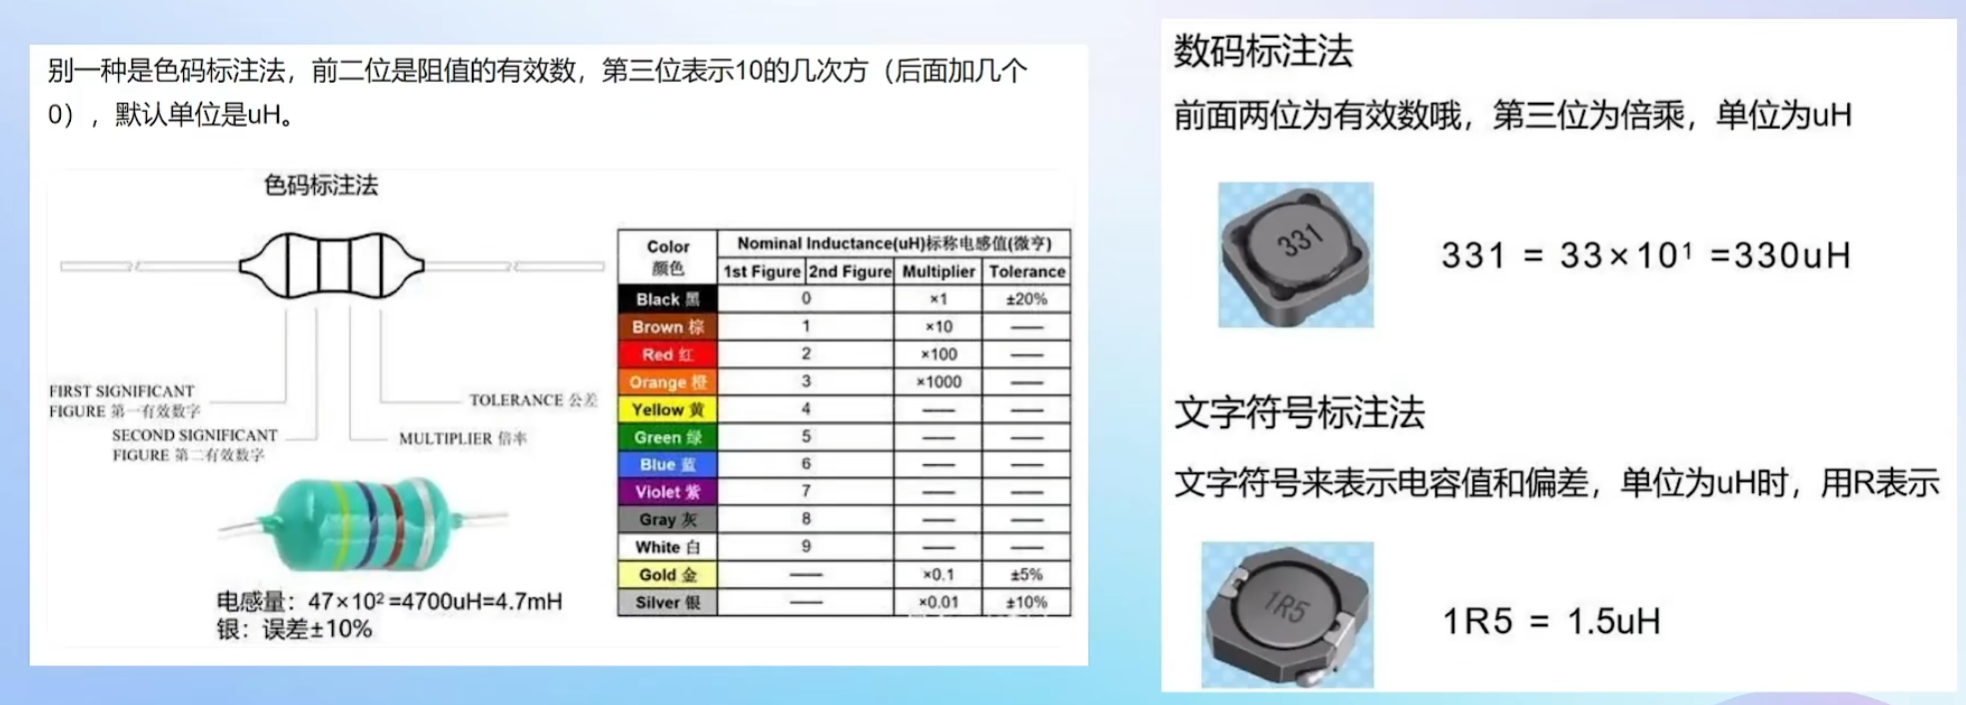 别一种是色码标注法，前二位是阻值的有效数，第三位表示10的几次方（后面加几个
0），默认单位是uH。
色码标注法
FIRST SIGNIFICANT
FIGURE 第一有效数字
SECOND SIGNIFICANT
FIGURE 第二有效数字
TOLERANCE 公差
MULTIPLIER 倍率
电感量：47×10²=4700uH=4.7mH
银：误差±10%
Color
颜色
Nominal Inductance(uH)标称电感值(微亨)
1st Figure 2nd Figure Multiplier Tolerance
Black 黑 0 ×1 ±20%
Brown 棕 1 ×10 ——
Red 红 2 ×100 ——
Orange 橙 3 ×1000 ——
Yellow 黄 4 —— ——
Green 绿 5 —— ——
Blue 蓝 6 —— ——
Violet 紫 7 —— ——
Gray 灰 8 —— ——
White 白 9 —— ——
Gold 金 —— ×0.1 ±5%
Silver 银 —— ×0.01 ±10%
数码标注法
前面两位为有效数哦，第三位为倍乘，单位为uH
331
331 = 33×10¹ =330uH
文字符号标注法
文字符号来表示电容值和偏差，单位为uH时，用R表示
1R5
1R5 = 1.5uH